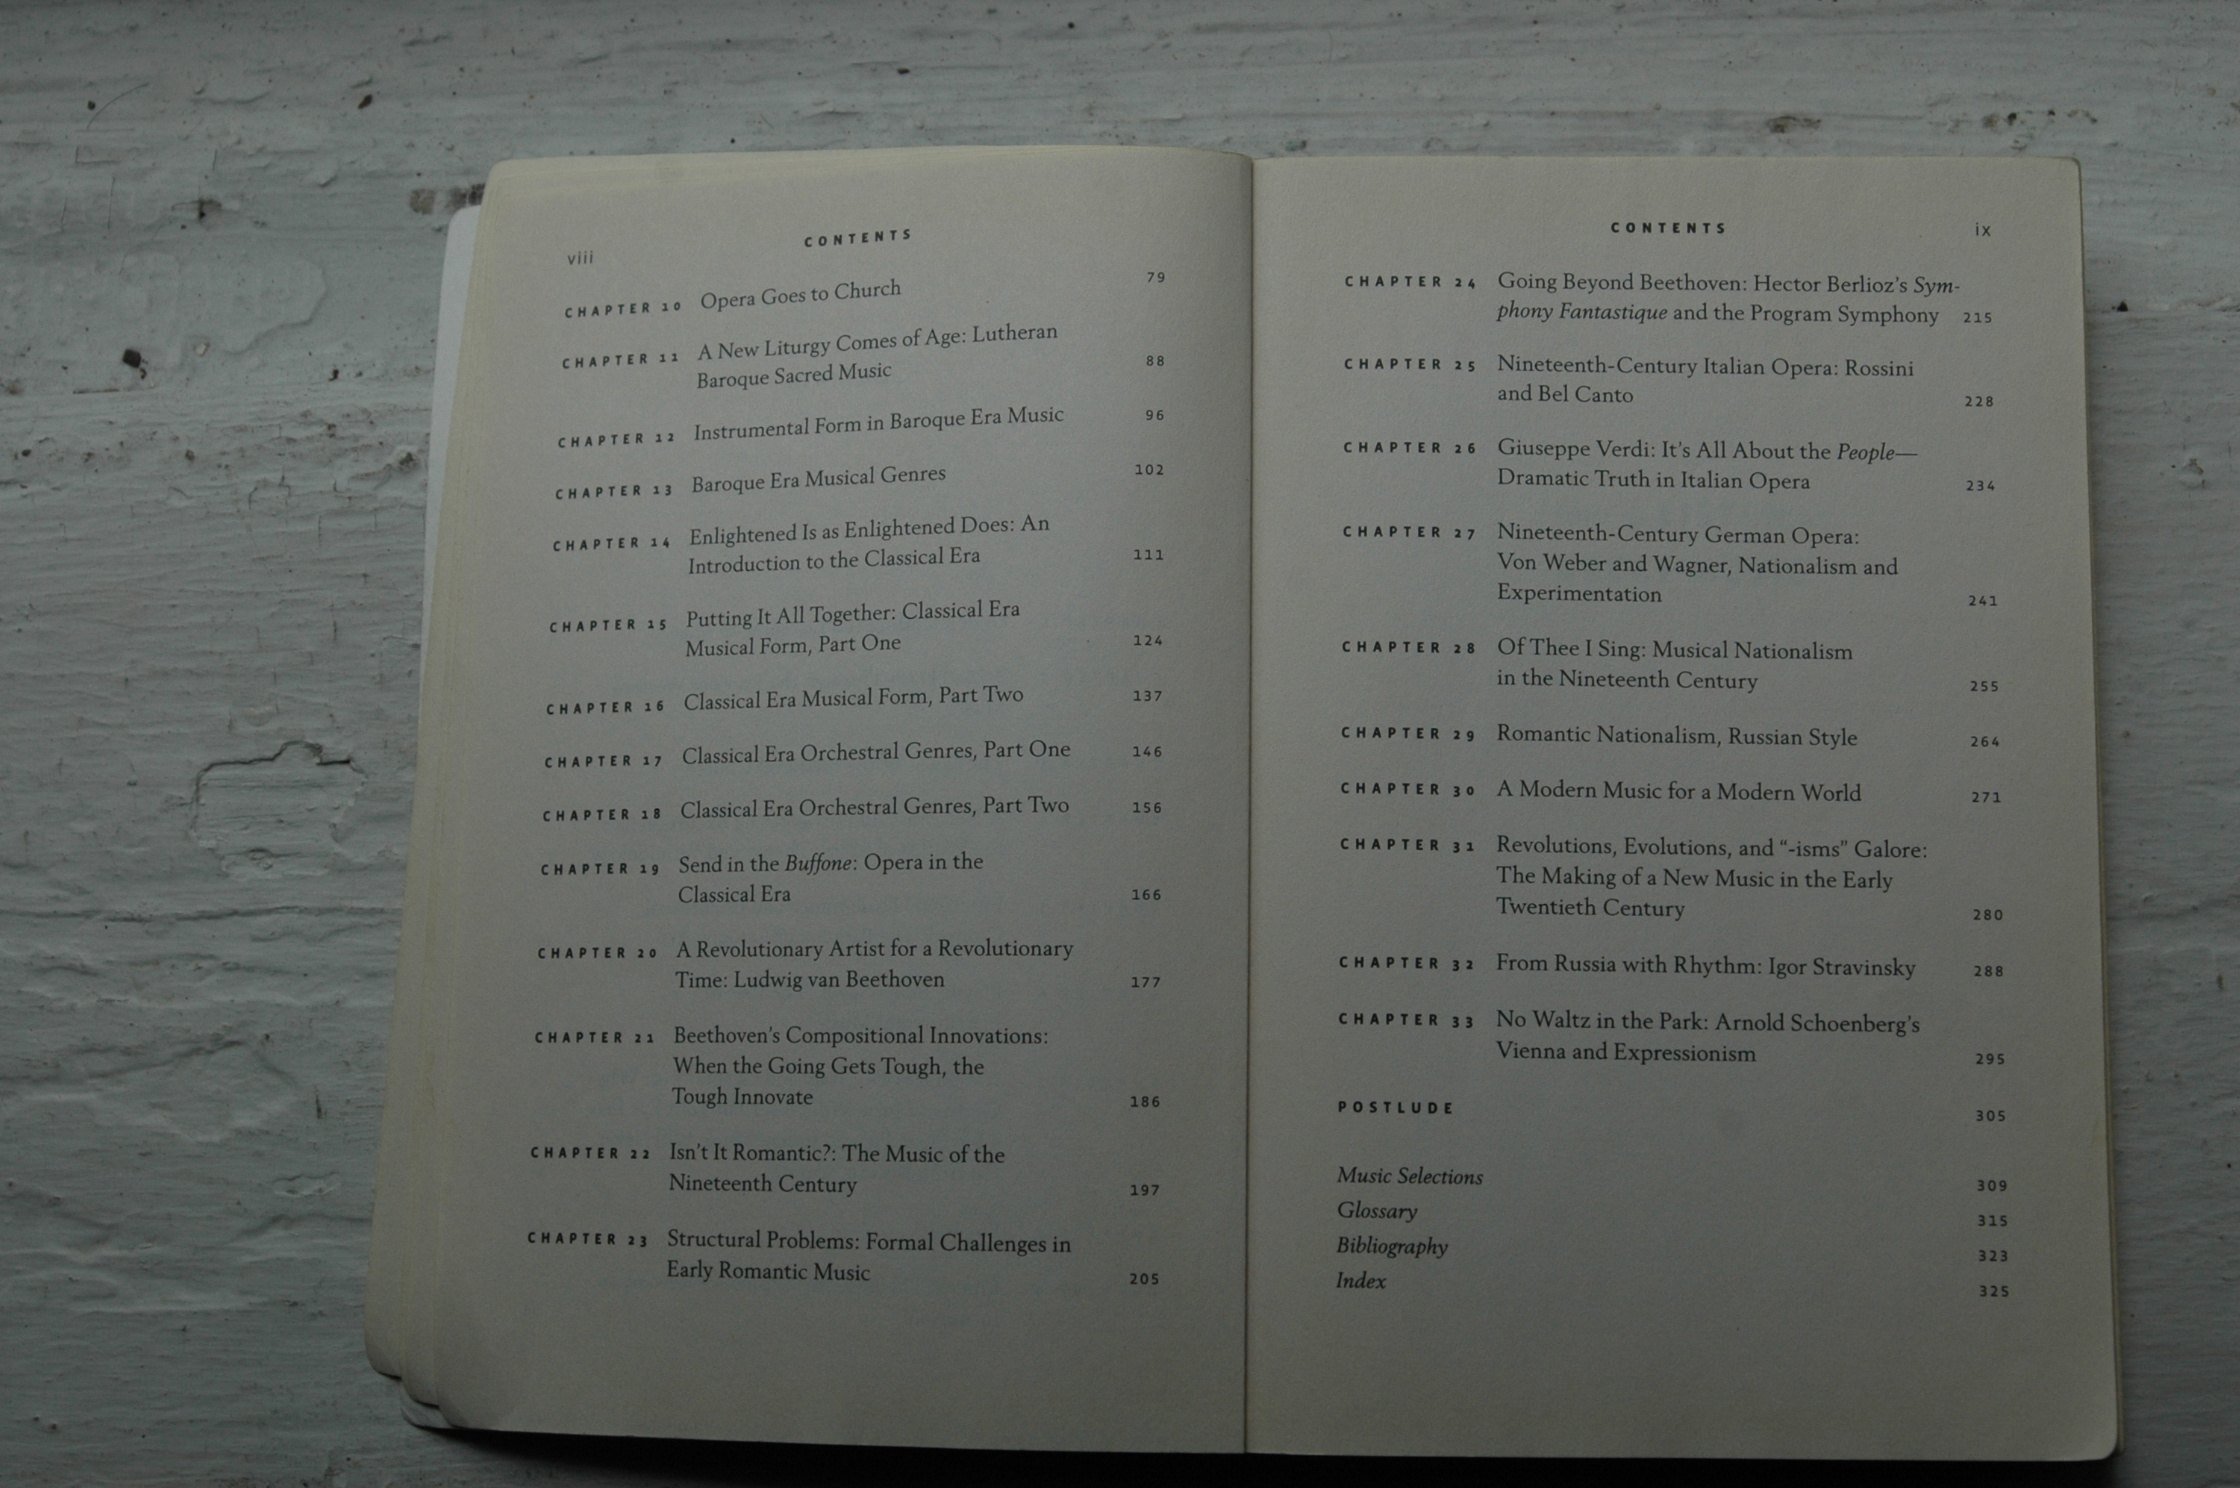 viii
CONTENTS
CHAPTER 10 Opera Goes to Church 79
CHAPTER 11 A New Liturgy Comes of Age: Lutheran
Baroque Sacred Music 88
CHAPTER 12 Instrumental Form in Baroque Era Music 96
CHAPTER 13 Baroque Era Musical Genres 102
CHAPTER 14 Enlightened Is as Enlightened Does: An
Introduction to the Classical Era 111
CHAPTER 15 Putting It All Together: Classical Era
Musical Form, Part One 124
CHAPTER 16 Classical Era Musical Form, Part Two 137
CHAPTER 17 Classical Era Orchestral Genres, Part One 146
CHAPTER 18 Classical Era Orchestral Genres, Part Two 156
CHAPTER 19 Send in the Buffone: Opera in the
Classical Era 166
CHAPTER 20 A Revolutionary Artist for a Revolutionary
Time: Ludwig van Beethoven 177
CHAPTER 21 Beethoven's Compositional Innovations:
When the Going Gets Tough, the
Tough Innovate 186
CHAPTER 22 Isn't It Romantic?: The Music of the
Nineteenth Century 197
CHAPTER 23 Structural Problems: Formal Challenges in
Early Romantic Music 205
CONTENTS ix
CHAPTER 24 Going Beyond Beethoven: Hector Berlioz's Sym-
phony Fantastique and the Program Symphony 215
CHAPTER 25 Nineteenth-Century Italian Opera: Rossini
and Bel Canto 228
CHAPTER 26 Giuseppe Verdi: It's All About the People—
Dramatic Truth in Italian Opera 234
CHAPTER 27 Nineteenth-Century German Opera:
Von Weber and Wagner, Nationalism and
Experimentation 241
CHAPTER 28 Of Thee I Sing: Musical Nationalism
in the Nineteenth Century 255
CHAPTER 29 Romantic Nationalism, Russian Style 264
CHAPTER 30 A Modern Music for a Modern World 271
CHAPTER 31 Revolutions, Evolutions, and “-isms” Galore:
The Making of a New Music in the Early
Twentieth Century 280
CHAPTER 32 From Russia with Rhythm: Igor Stravinsky 288
CHAPTER 33 No Waltz in the Park: Arnold Schoenberg's
Vienna and Expressionism 295
POSTLUDE 305
Music Selections 309
Glossary 315
Bibliography 323
Index 325